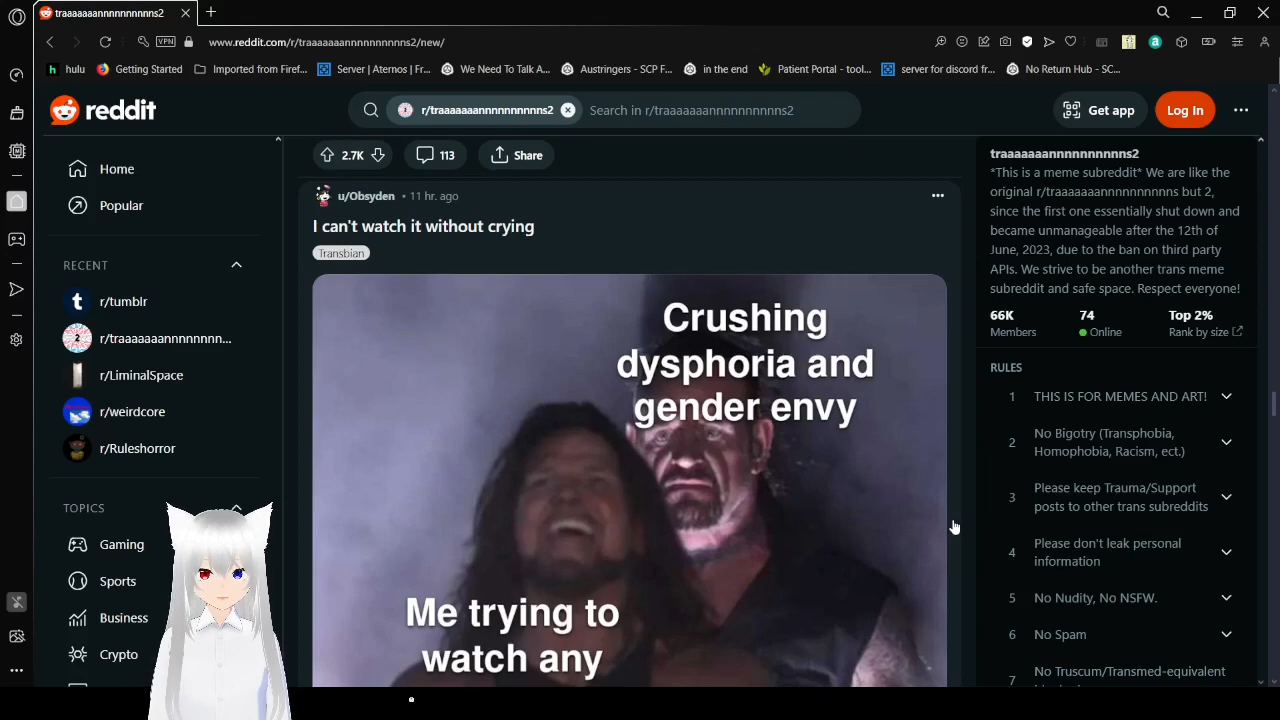 traaaaaaannnnnnnnnns2
VPN
www.reddit.com/r/traaaaaaannnnnnnnnns2/new/
hulu
Getting Started
Imported from Firef...
Server | Aternos | Fr...
We Need To Talk A...
Austringers - SCP F...
in the end
Patient Portal - tool...
server for discord fr...
No Return Hub - SC...
reddit
r/traaaaaaannnnnnnnnns2
Search in r/traaaaaaannnnnnnnnns2
Get app
Log In
Home
Popular
RECENT
r/tumblr
r/traaaaaaannnnnnn...
r/LiminalSpace
r/weirdcore
r/Ruleshorror
TOPICS
Gaming
Sports
Business
Crypto
2.7K
113
Share
u/Obsyden • 11 hr. ago
I can't watch it without crying
Transbian
Crushing
dysphoria and
gender envy
Me trying to
watch any
traaaaaaannnnnnnnnns2
*This is a meme subreddit* We are like the
original r/traaaaaaannnnnnnnnns but 2,
since the first one essentially shut down and
became unmanageable after the 12th of
June, 2023, due to the ban on third party
APIs. We strive to be another trans meme
subreddit and safe space. Respect everyone!
66K 74 Top 2%
Members Online Rank by size
RULES
1 THIS IS FOR MEMES AND ART!
2 No Bigotry (Transphobia,
Homophobia, Racism, ect.)
3 Please keep Trauma/Support
posts to other trans subreddits
4 Please don't leak personal
information
5 No Nudity, No NSFW.
6 No Spam
7 No Truscum/Transmed-equivalent